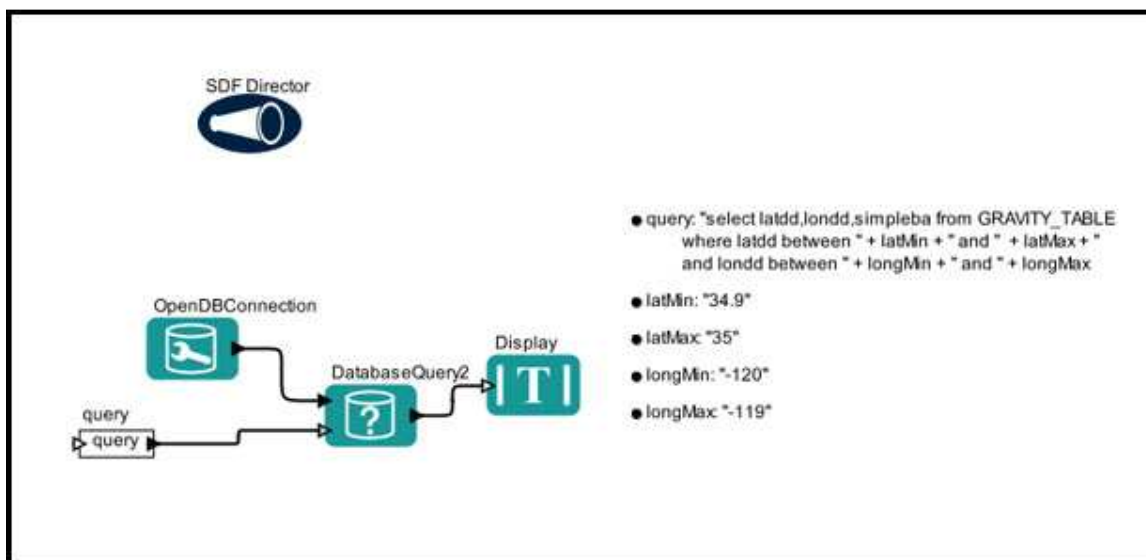 SDF Director
● query: "select latdd,londd,simpleba from GRAVITY_TABLE
where latdd between " + latMin + " and " + latMax + "
and londd between " + longMin + " and " + longMax
● latMin: "34.9"
● latMax: "35"
● longMin: "-120"
● longMax: "-119"
OpenDBConnection
DatabaseQuery2
Display
T
?
query
query